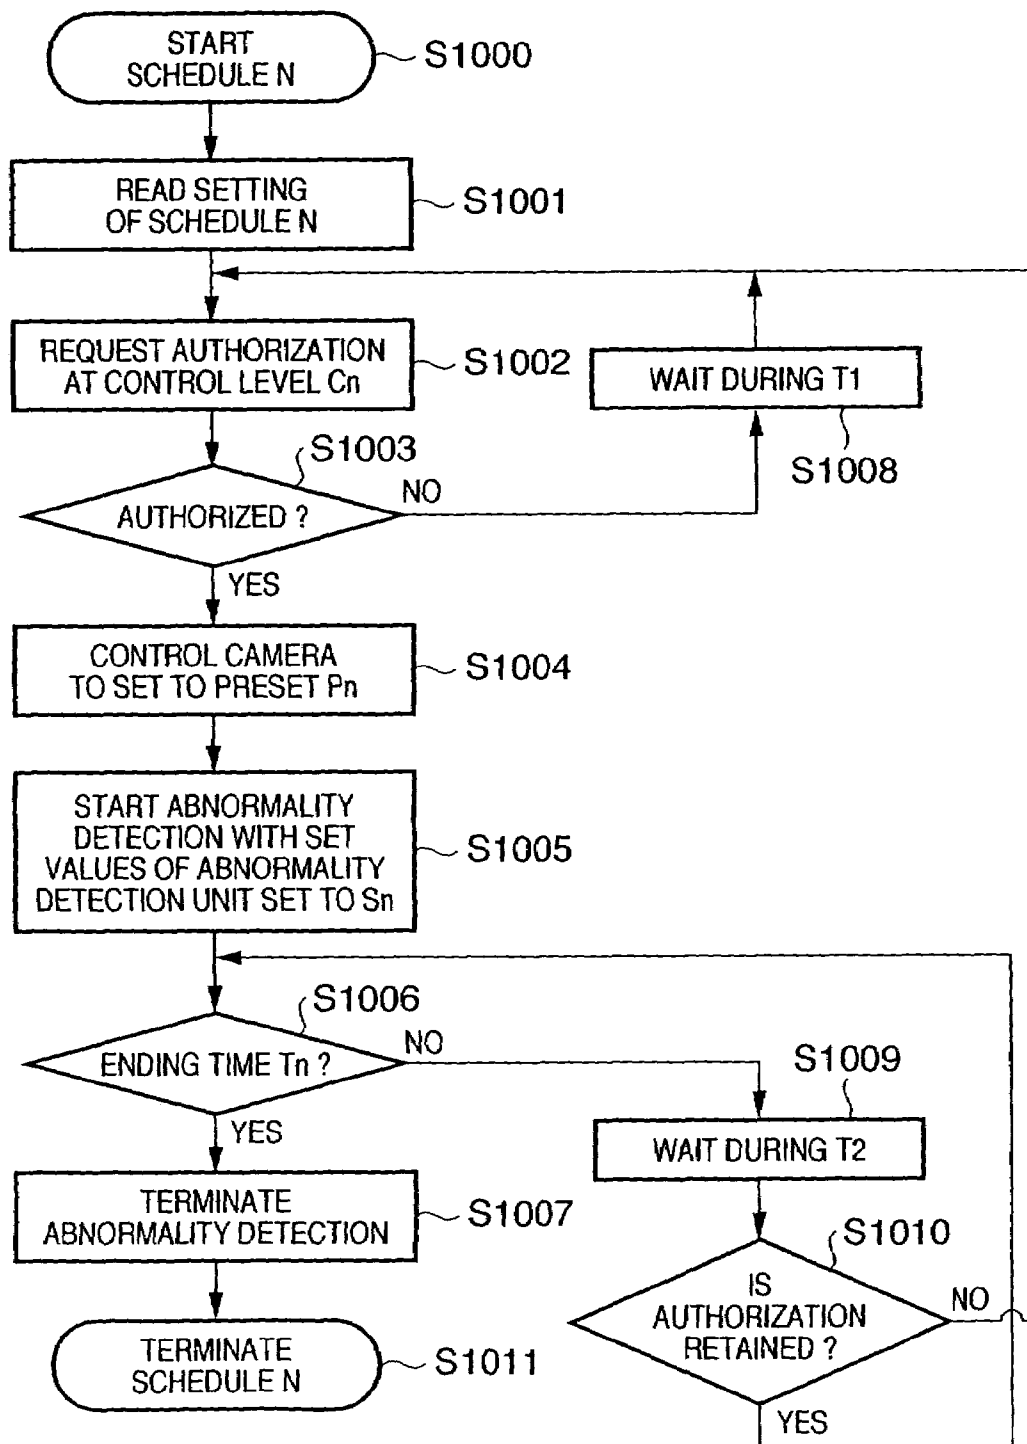 START
SCHEDULE N
S1000
READ SETTING
OF SCHEDULE N
S1001
REQUEST AUTHORIZATION
AT CONTROL LEVEL Cn
S1002
WAIT DURING T1
S1008
S1003
AUTHORIZED ?
NO
YES
CONTROL CAMERA
TO SET TO PRESET Pn
S1004
START ABNORMALITY
DETECTION WITH SET
VALUES OF ABNORMALITY
DETECTION UNIT SET TO Sn
S1005
S1006
ENDING TIME Tn ?
NO
YES
S1009
WAIT DURING T2
TERMINATE
ABNORMALITY DETECTION
S1007
S1010
IS
AUTHORIZATION
RETAINED ?
NO
YES
TERMINATE
SCHEDULE N
S1011